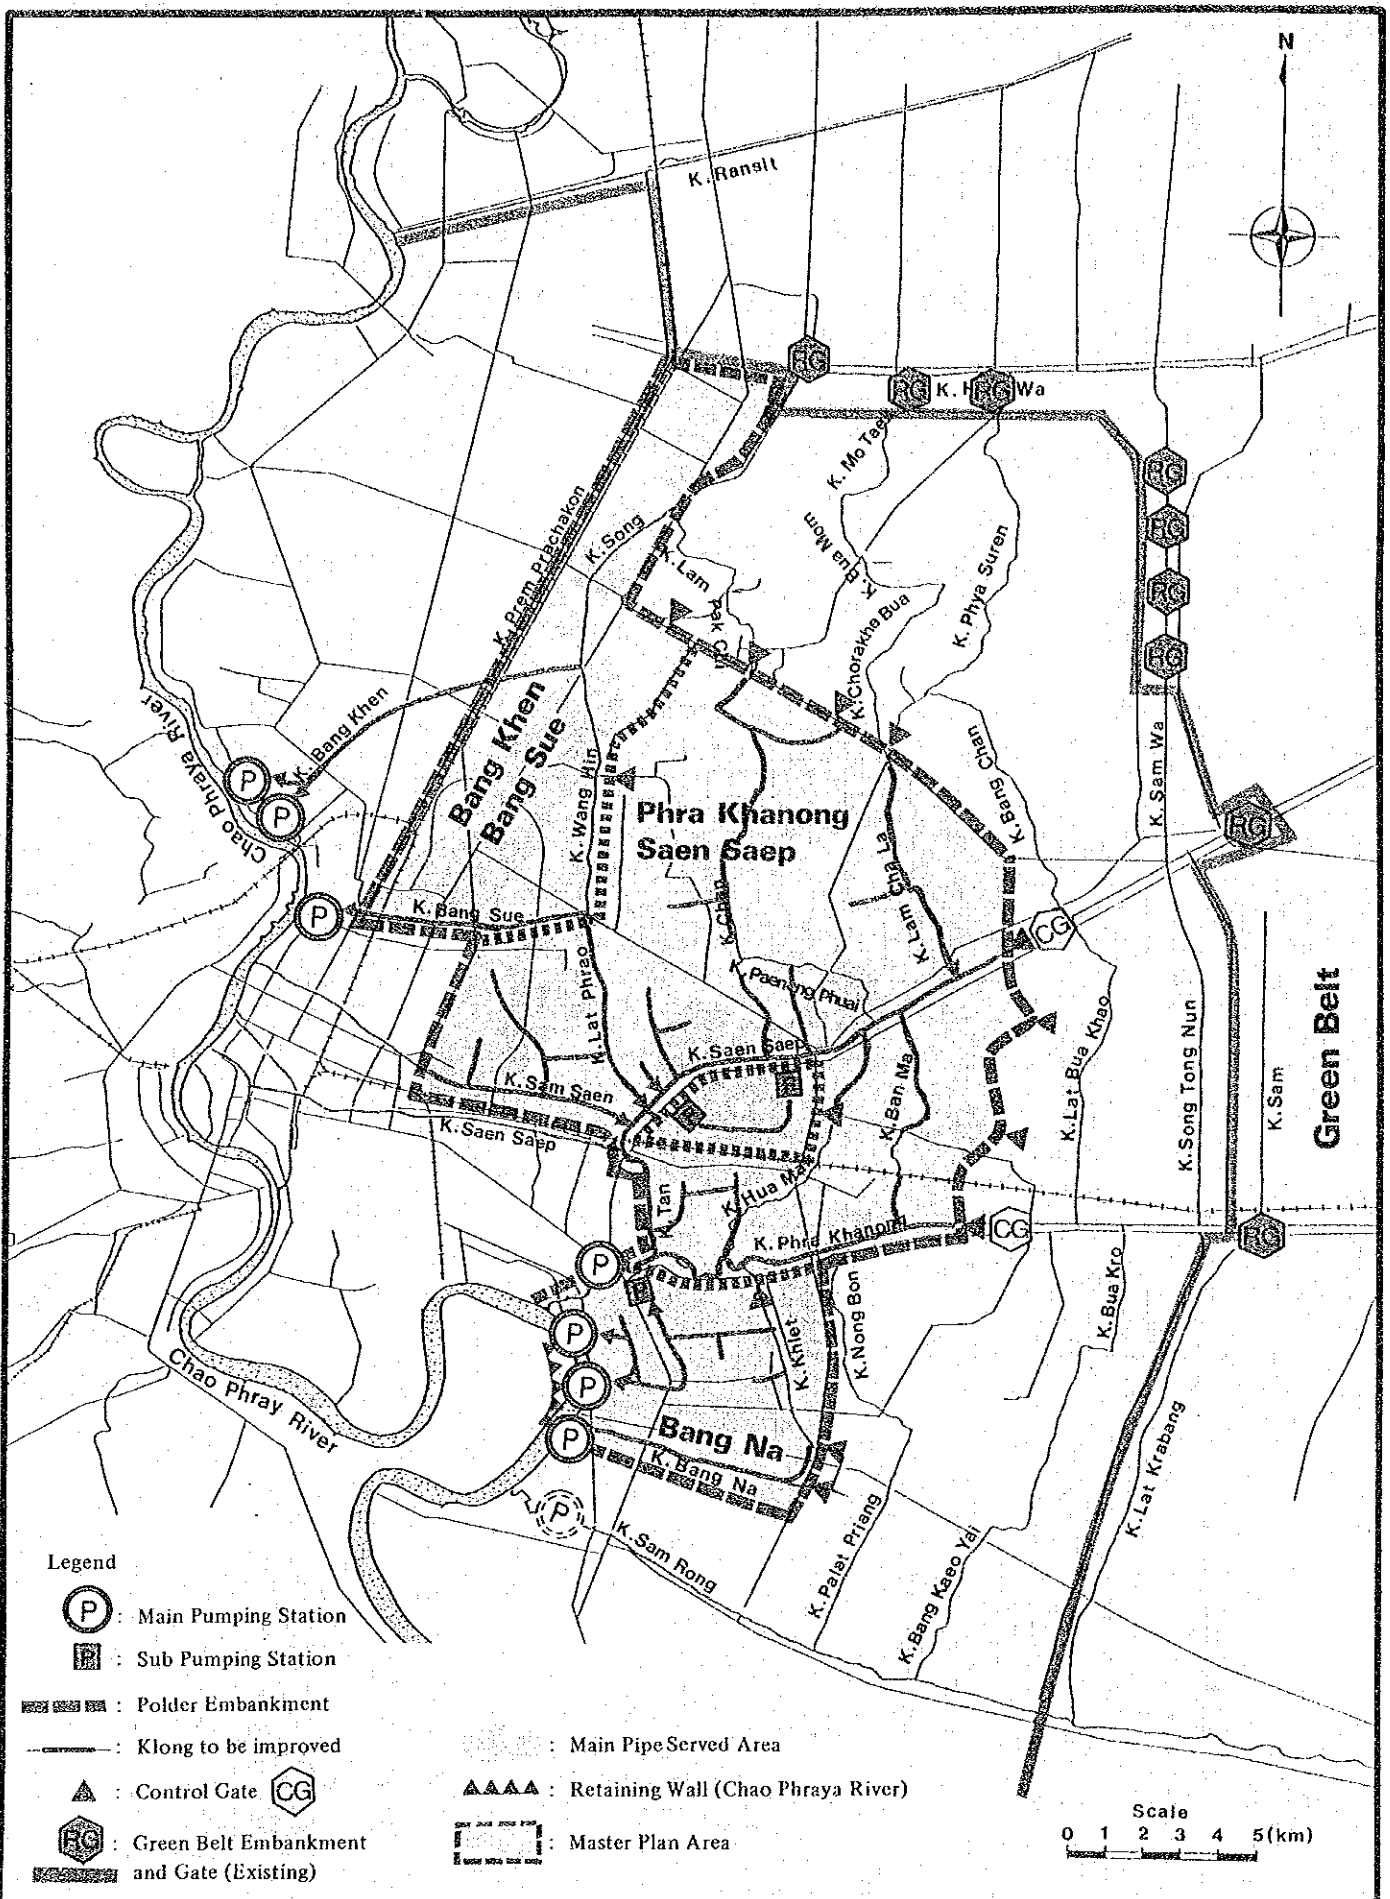 N
K. Ransit
RG
RG
K. H
RG
Wa
K. Mo Tae
RG
K. Prem Prachakon
K. Song
K. Bua Mom
K. Phya Suren
RG
K. Lam
Pak
K. Chorakhe Bua
RG
RG
Chao Phraya River
K. Bang Khen
Bang Khen
Bang Sue
K. Wang Hin
K. Bang Chan
K. Sam Wa
P
P
Phra Khanong
Saen Saep
RG
K. Chan
K. Lam Cha La
P
K. Bang Sue
CG
K. Lat Phrao
K. Paenang Phuai
Green Belt
K. Saen Saep
K. Sam Saen
P
P
K. Ban Ma
K. Lat Bua Khao
K. Song Tong Nun
K. Sam
K. Saen Saep
K. Tan
K. Hua Ma
K. Phra Khanong
CG
RG
P
P
K. Bua Kro
K. Nong Bon
K. Khlet
P
P
Chao Phray River
Bang Na
K. Bang Na
P
K. Lat Krabang
P
K. Sam Rong
K. Palat Priang
K. Bang Kaeo Yai
Legend
P : Main Pumping Station
P : Sub Pumping Station
: Polder Embankment
: Klong to be improved
: Control Gate CG
RG : Green Belt Embankment
and Gate (Existing)
: Main Pipe Served Area
: Retaining Wall (Chao Phraya River)
: Master Plan Area
Scale
0 1 2 3 4 5 (km)